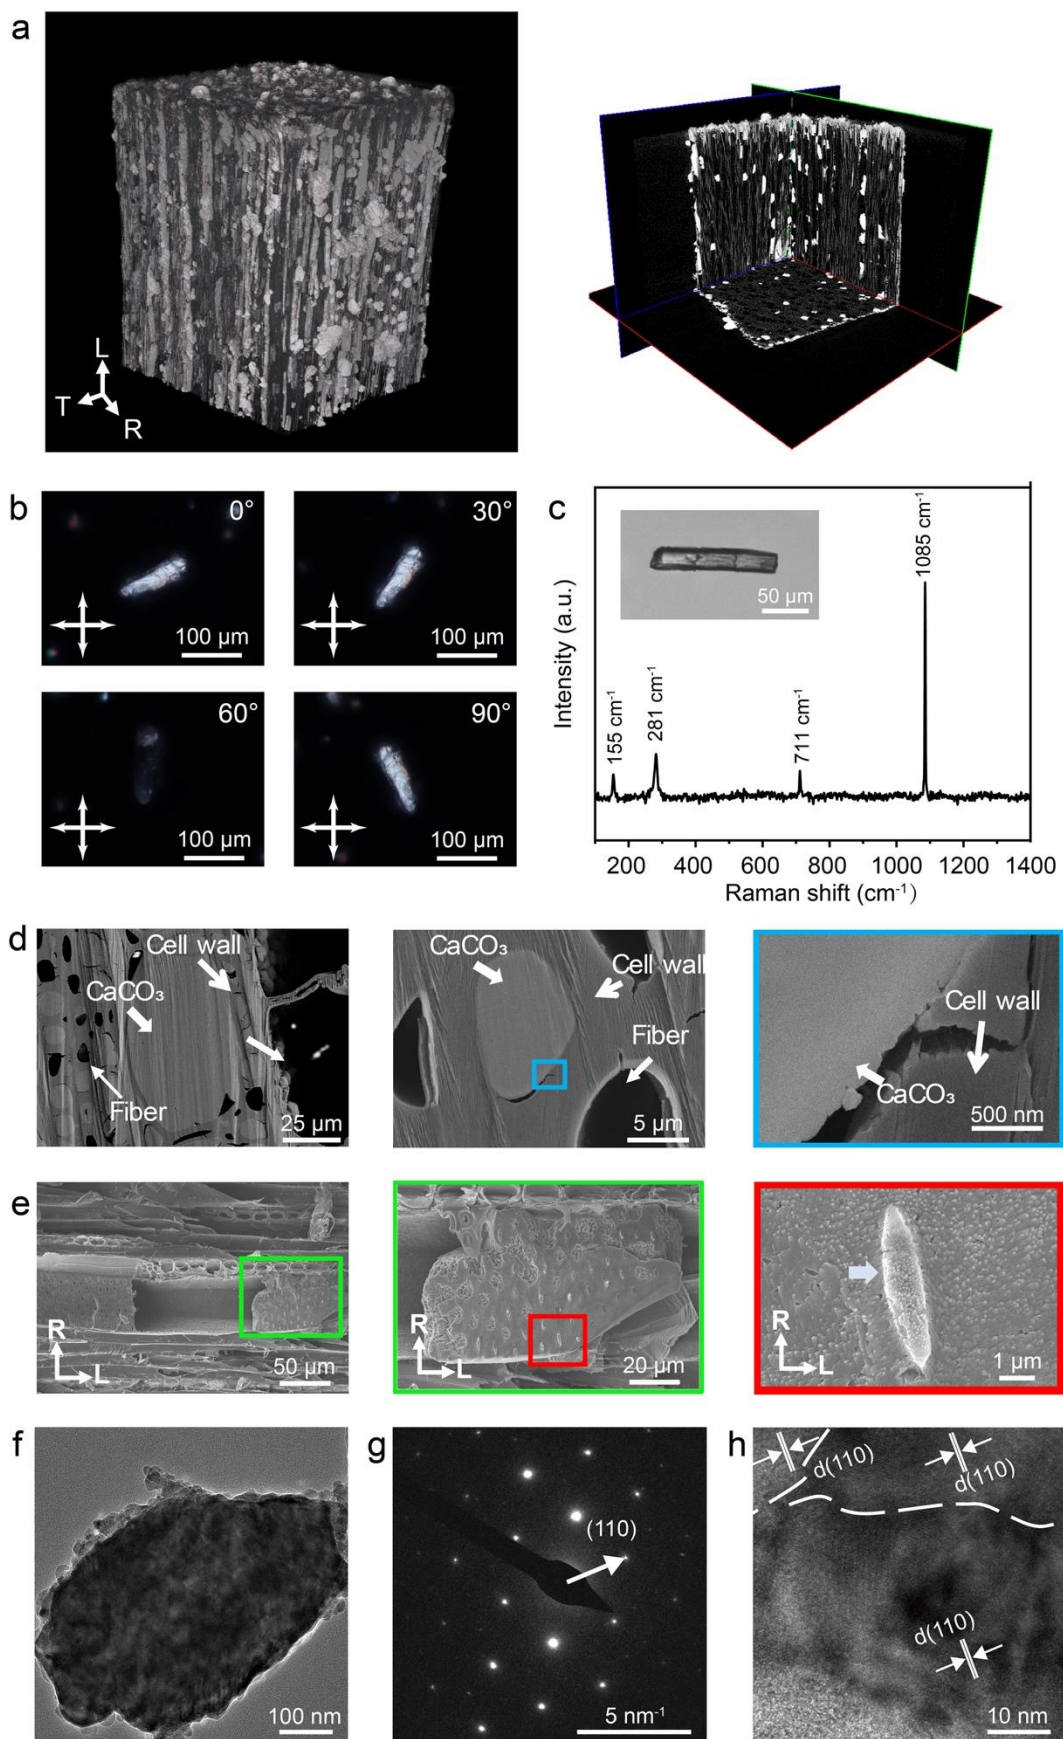 a
L
T
R
b
0°
100 µm
30°
100 µm
60°
100 µm
90°
100 µm
c
Intensity (a.u.)
155 cm⁻¹
281 cm⁻¹
711 cm⁻¹
1085 cm⁻¹
50 µm
200 400 600 800 1000 1200 1400
Raman shift (cm⁻¹)
d
Cell wall
CaCO₃
Fiber
25 µm
CaCO₃
Cell wall
Fiber
5 µm
Cell wall
CaCO₃
500 nm
e
R
L
50 µm
R
L
20 µm
R
L
1 µm
f
100 nm
g
(110)
5 nm⁻¹
h
d(110)
d(110)
d(110)
10 nm